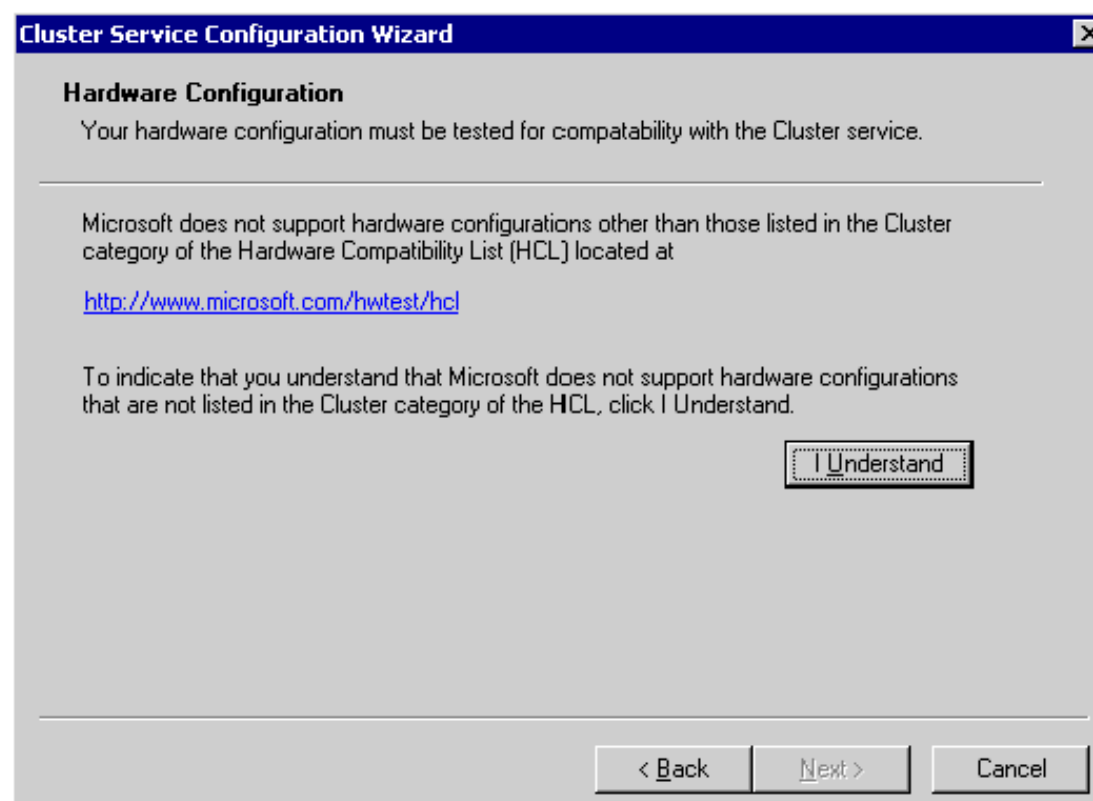 Cluster Service Configuration Wizard
Hardware Configuration
Your hardware configuration must be tested for compatability with the Cluster service.
Microsoft does not support hardware configurations other than those listed in the Cluster
category of the Hardware Compatibility List (HCL) located at
http://www.microsoft.com/hwtest/hcl
To indicate that you understand that Microsoft does not support hardware configurations
that are not listed in the Cluster category of the HCL, click I Understand.
I Understand
< Back Next > Cancel